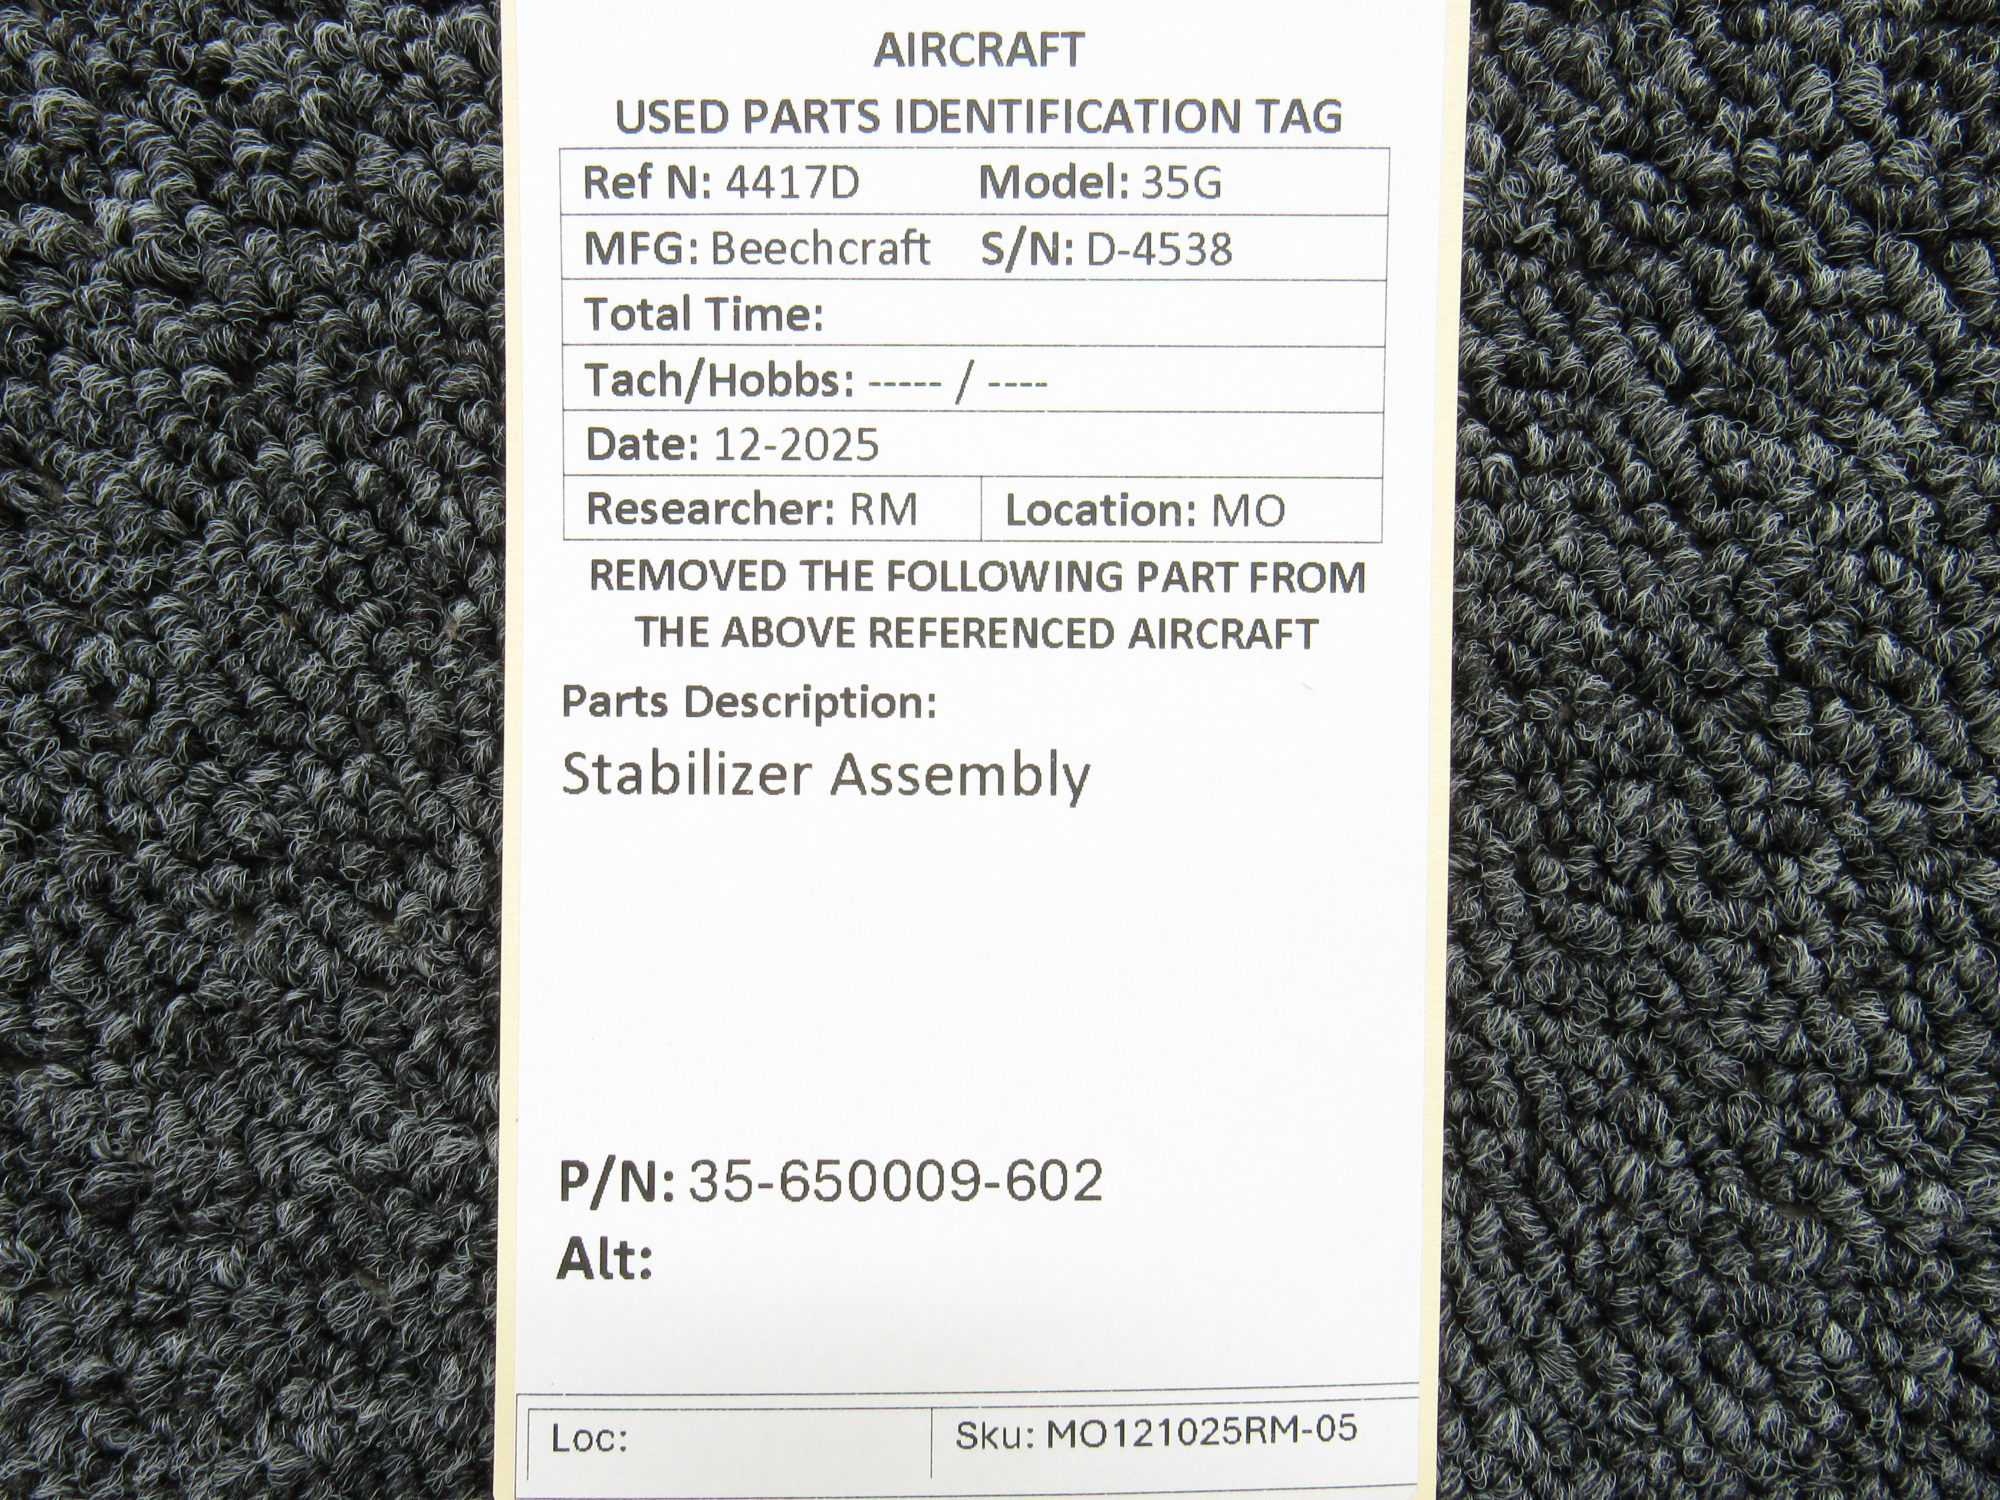 AIRCRAFT
USED PARTS IDENTIFICATION TAG
Ref N: 4417D Model: 35G
MFG: Beechcraft S/N: D-4538
Total Time:
Tach/Hobbs: ----- / ----
Date: 12-2025
Researcher: RM Location: MO
REMOVED THE FOLLOWING PART FROM
THE ABOVE REFERENCED AIRCRAFT
Parts Description:
Stabilizer Assembly
P/N: 35-650009-602
Alt:
Loc: Sku: MO121025RM-05